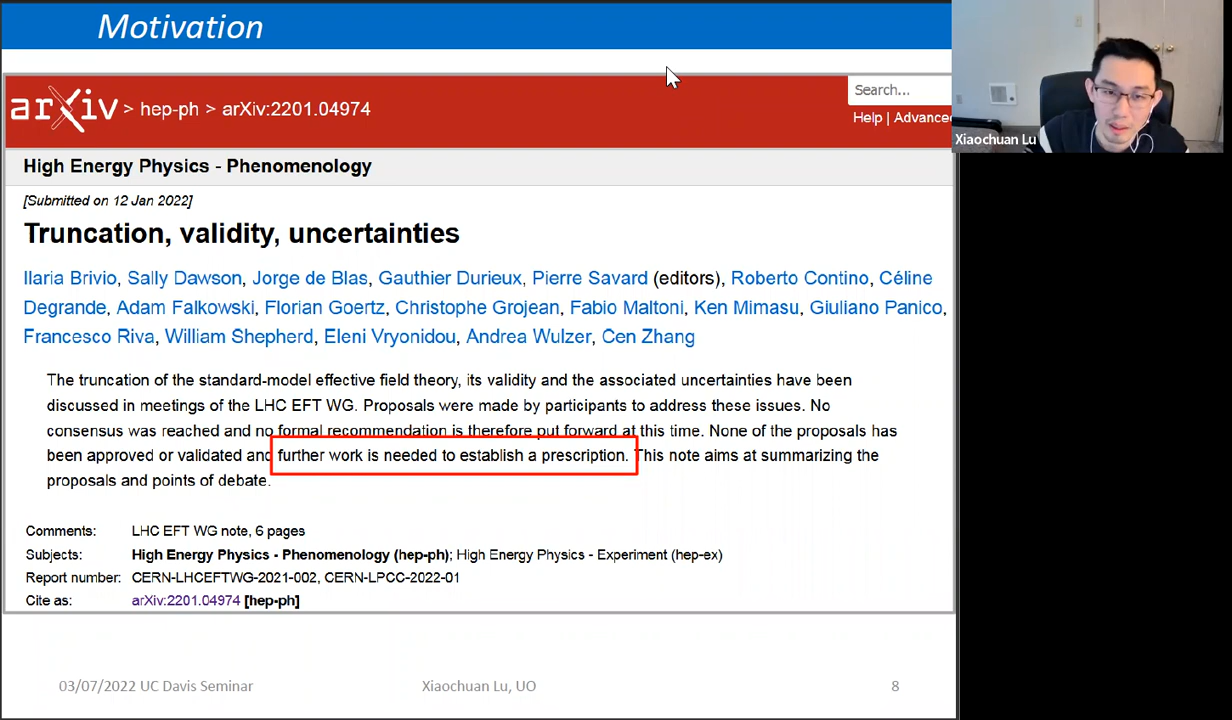 Motivation
arXiv > hep-ph > arXiv:2201.04974
Search...
Help | Advanced
Xiaochuan Lu
High Energy Physics - Phenomenology
[Submitted on 12 Jan 2022]
Truncation, validity, uncertainties
Ilaria Brivio, Sally Dawson, Jorge de Blas, Gauthier Durieux, Pierre Savard (editors), Roberto Contino, Céline
Degrande, Adam Falkowski, Florian Goertz, Christophe Grojean, Fabio Maltoni, Ken Mimasu, Giuliano Panico,
Francesco Riva, William Shepherd, Eleni Vryonidou, Andrea Wulzer, Cen Zhang
The truncation of the standard-model effective field theory, its validity and the associated uncertainties have been
discussed in meetings of the LHC EFT WG. Proposals were made by participants to address these issues. No
consensus was reached and no formal recommendation is therefore put forward at this time. None of the proposals has
been approved or validated and further work is needed to establish a prescription. This note aims at summarizing the
proposals and points of debate.
Comments: LHC EFT WG note, 6 pages
Subjects: High Energy Physics - Phenomenology (hep-ph); High Energy Physics - Experiment (hep-ex)
Report number: CERN-LHCEFTWG-2021-002, CERN-LPCC-2022-01
Cite as: arXiv:2201.04974 [hep-ph]
03/07/2022 UC Davis Seminar
Xiaochuan Lu, UO
8